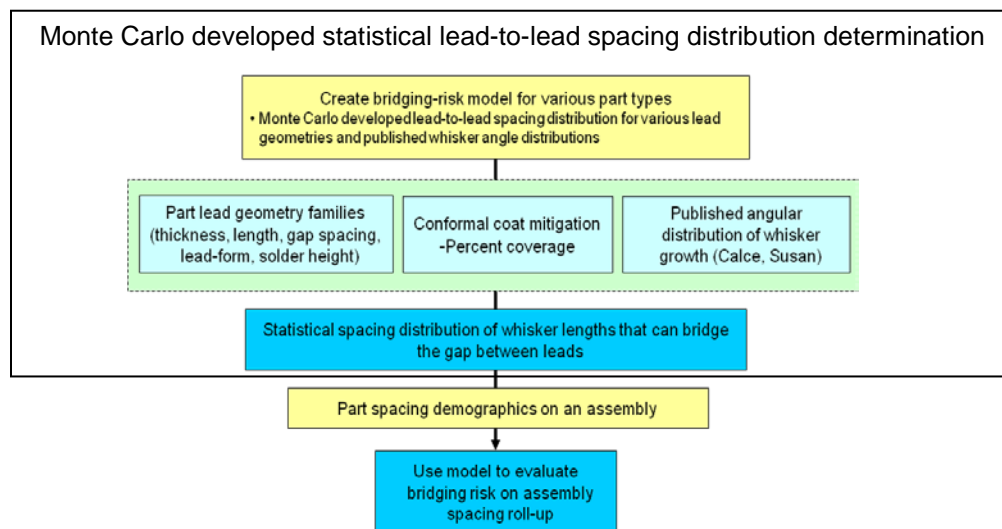 Monte Carlo developed statistical lead-to-lead spacing distribution determination
Create bridging-risk model for various part types
• Monte Carlo developed lead-to-lead spacing distribution for various lead
geometries and published whisker angle distributions
Part lead geometry families
(thickness, length, gap spacing,
lead-form, solder height)
Conformal coat mitigation
-Percent coverage
Published angular
distribution of whisker
growth (Calce, Susan)
Statistical spacing distribution of whisker lengths that can bridge
the gap between leads
Part spacing demographics on an assembly
Use model to evaluate
bridging risk on assembly
spacing roll-up